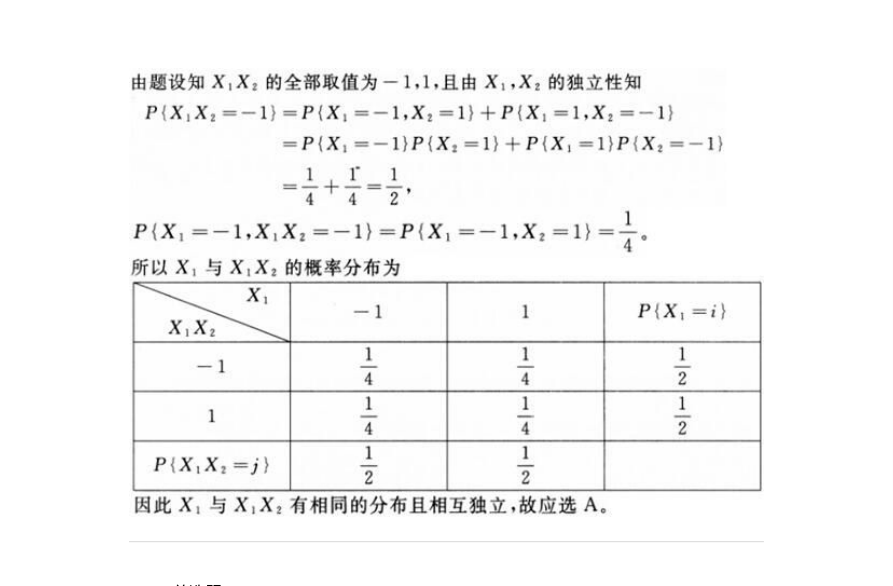 由题设知 X₁X₂ 的全部取值为 －1,1,且由 X₁,X₂ 的独立性知
P{X₁X₂=－1}=P{X₁=－1,X₂=1}+P{X₁=1,X₂=－1}
=P{X₁=－1}P{X₂=1}+P{X₁=1}P{X₂=－1}
=1/4+1/4=1/2,
P{X₁=－1,X₁X₂=－1}=P{X₁=－1,X₂=1}=1/4。
所以 X₁ 与 X₁X₂ 的概率分布为
X₁
X₁X₂ －1 1 P{X₁=i}
－1 1/4 1/4 1/2
1 1/4 1/4 1/2
P{X₁X₂=j} 1/2 1/2
因此 X₁ 与 X₁X₂ 有相同的分布且相互独立,故应选 A。